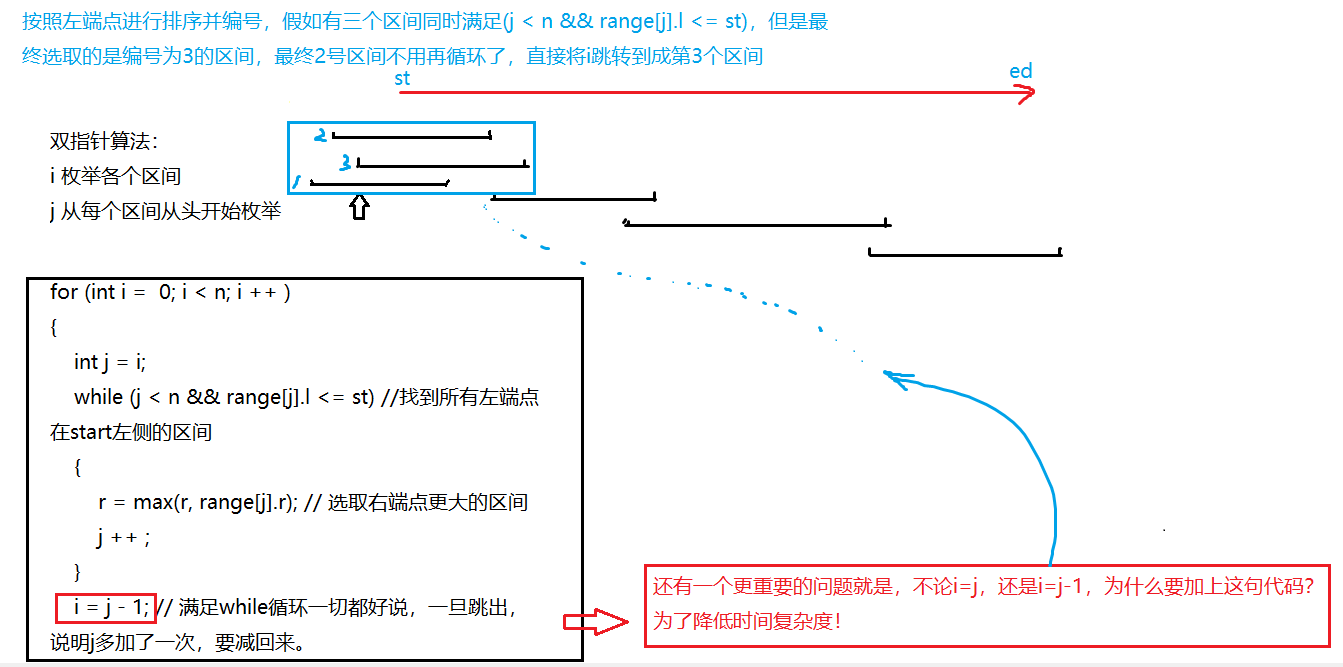 按照左端点进行排序并编号，假如有三个区间同时满足(j < n && range[j].l <= st)，但是最
终选取的是编号为3的区间，最终2号区间不用再循环了，直接将i跳转到成第3个区间
st
ed
双指针算法：
i 枚举各个区间
j 从每个区间从头开始枚举
2
3
1
for (int i =  0; i < n; i ++ )
{
int j = i;
while (j < n && range[j].l <= st) //找到所有左端点
在start左侧的区间
{
r = max(r, range[j].r); // 选取右端点更大的区间
j ++ ;
}
i = j - 1; // 满足while循环一切都好说，一旦跳出，
说明j多加了一次，要减回来。
还有一个更重要的问题就是，不论i=j，还是i=j-1，为什么要加上这句代码？
为了降低时间复杂度！